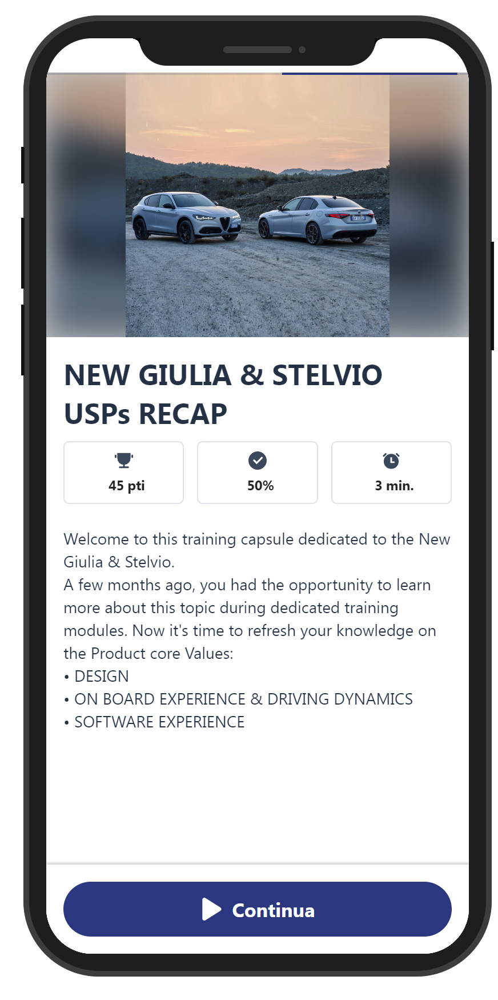 NEW GIULIA & STELVIO
USPs RECAP
45 pti
50%
3 min.
Welcome to this training capsule dedicated to the New
Giulia & Stelvio.
A few months ago, you had the opportunity to learn
more about this topic during dedicated training
modules. Now it's time to refresh your knowledge on
the Product core Values:
• DESIGN
• ON BOARD EXPERIENCE & DRIVING DYNAMICS
• SOFTWARE EXPERIENCE
Continua